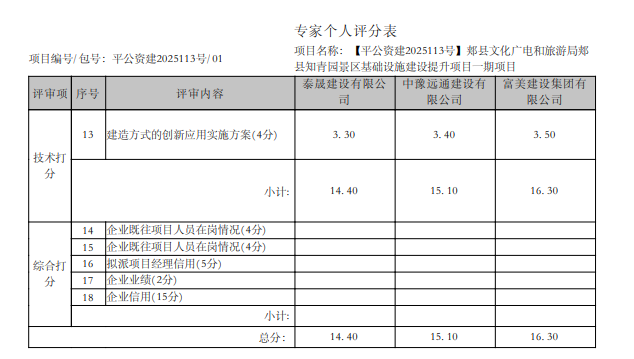 专家个人评分表
项目编号/包号: 平公资建2025113号/01
项目名称: 【平公资建2025113号】郏县文化广电和旅游局郏
县知青园景区基础设施建设提升项目一期项目
评审项 序号 评审内容 泰晟建设有限公司 中豫远通建设有限公司 富美建设集团有限公司
技术打分
13 建造方式的创新应用实施方案(4分) 3.30 3.40 3.50
小计: 14.40 15.10 16.30
综合打分
14 企业既往项目人员在岗情况(4分)
15 企业既往项目人员在岗情况(4分)
16 拟派项目经理信用(5分)
17 企业业绩(2分)
18 企业信用(15分)
小计:
总分: 14.40 15.10 16.30